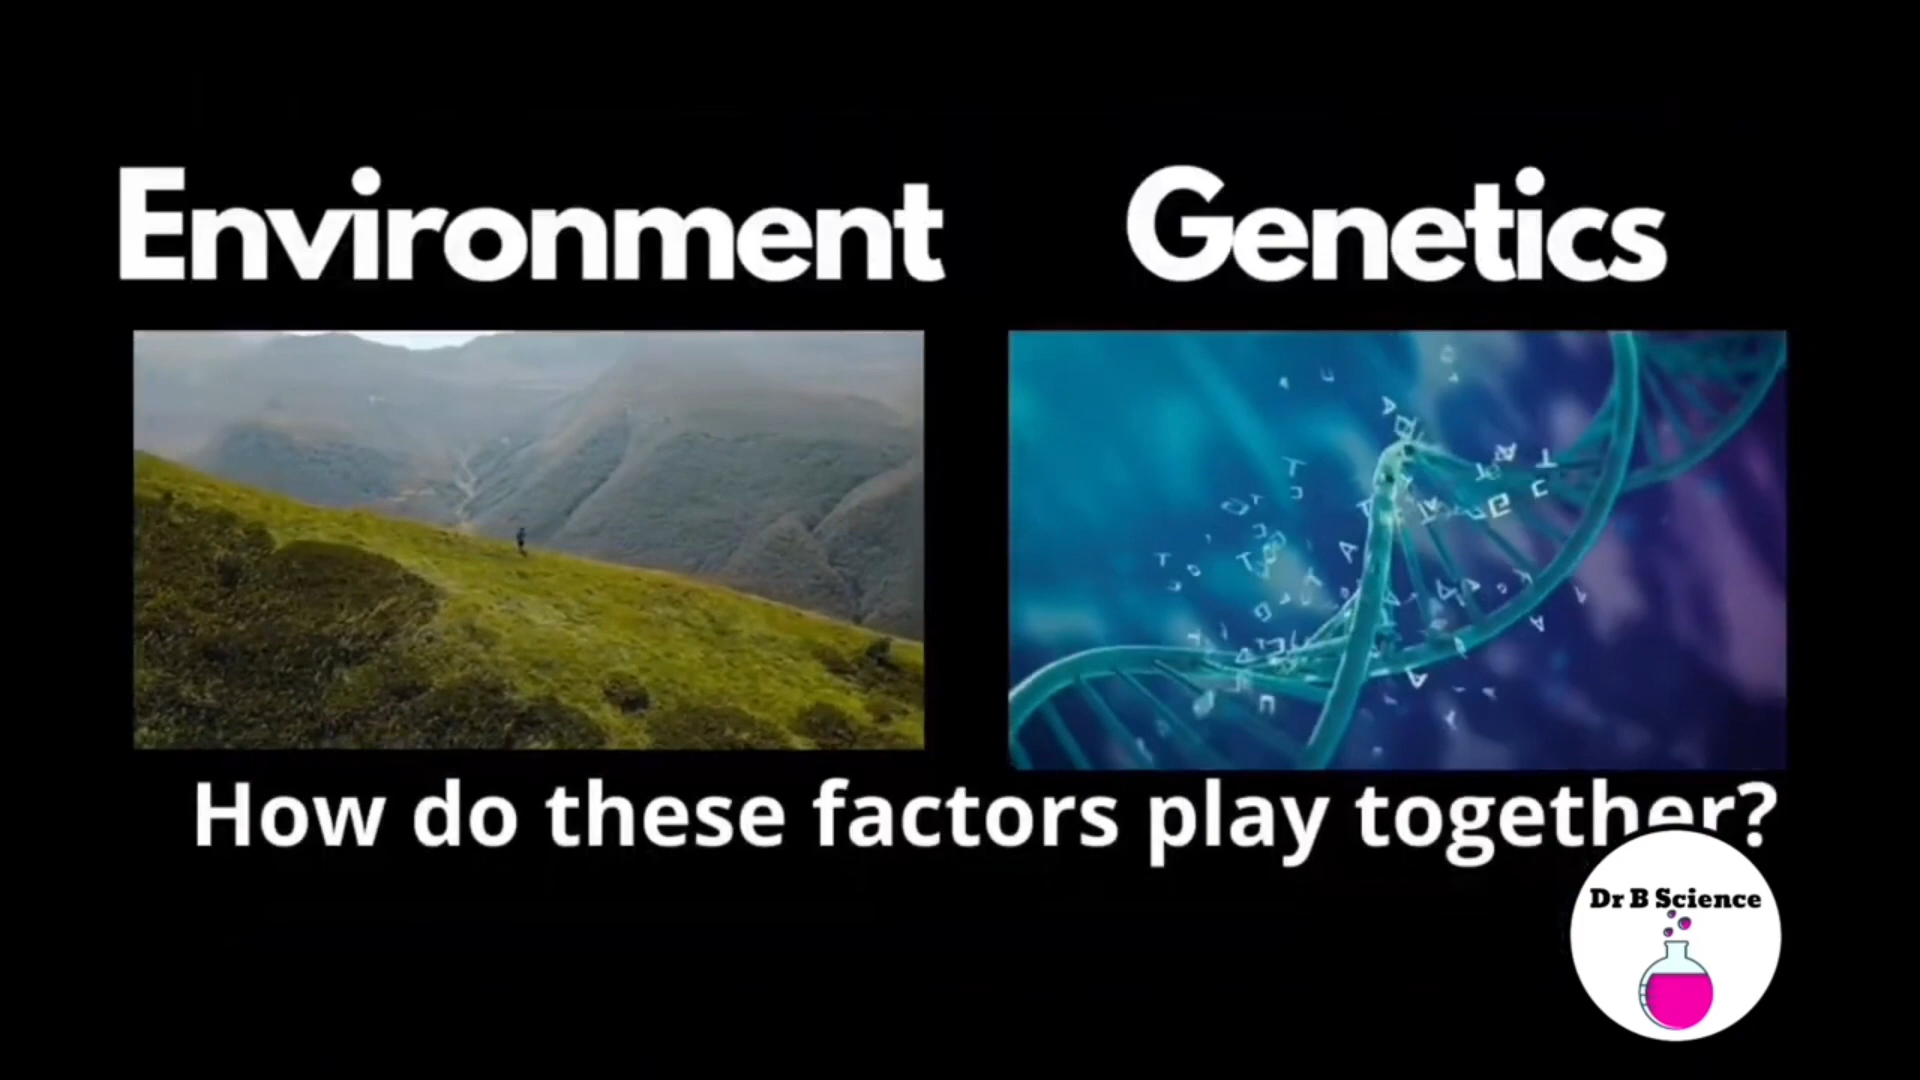 Environment
Genetics
How do these factors play together?
Dr B Science